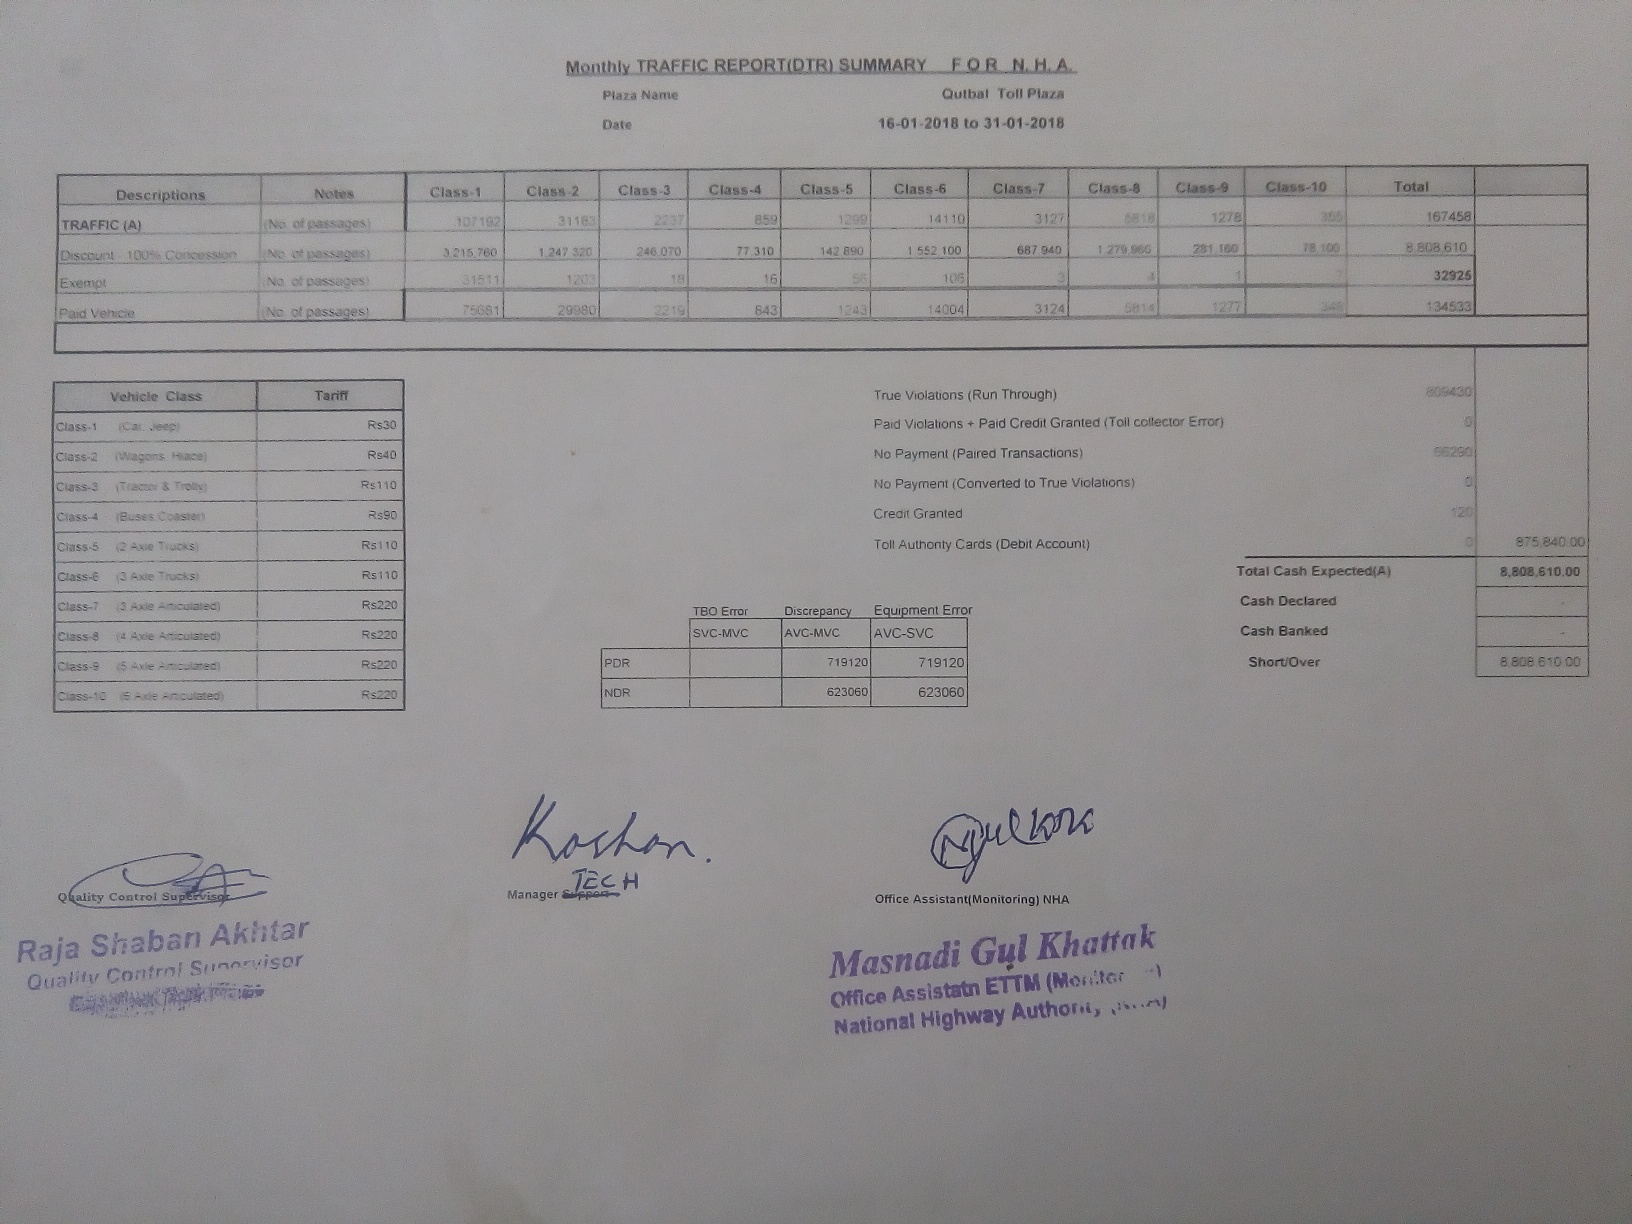 Monthly TRAFFIC REPORT(DTR) SUMMARY F O R N. H. A.
Plaza Name Qutbal Toll Plaza
Date 16-01-2018 to 31-01-2018
Descriptions Notes Class-1 Class-2 Class-3 Class-4 Class-5 Class-6 Class-7 Class-8 Class-9 Class-10 Total
TRAFFIC (A) (No. of passages) 107192 31183 2237 859 1299 14110 3127 5818 1278 355 167458
Discount - 100% Concession (No. of passages) 3,215,760 1,247,320 246,070 77,310 142,890 1,552,100 687,940 1,279,960 281,160 78,100 8,808,610
Exempt (No. of passages) 31511 1203 18 16 56 106 3 4 1 7 32925
Paid Vehicle (No. of passages) 75681 29980 2219 843 1243 14004 3124 5814 1277 348 134533
Vehicle Class Tariff
Class-1 (Car, Jeep) Rs30
Class-2 (Wagons, Hiace) Rs40
Class-3 (Tractor & Trolly) Rs110
Class-4 (Buses Coaster) Rs90
Class-5 (2 Axle Trucks) Rs110
Class-6 (3 Axle Trucks) Rs110
Class-7 (3 Axle Articulated) Rs220
Class-8 (4 Axle Articulated) Rs220
Class-9 (5 Axle Articulated) Rs220
Class-10 (6 Axle Articulated) Rs220
True Violations (Run Through) 809430
Paid Violations + Paid Credit Granted (Toll collector Error) 0
No Payment (Paired Transactions) 66290
No Payment (Converted to True Violations) 0
Credit Granted 120
Toll Authority Cards (Debit Account) 0 875,840.00
Total Cash Expected(A) 8,808,610.00
Cash Declared -
Cash Banked -
Short/Over 8,808,610.00
TBO Error Discrepancy Equipment Error
SVC-MVC AVC-MVC AVC-SVC
PDR 719120 719120
NDR 623060 623060
Koshan.
TECH
Quality Control Supervisor
Manager Support
Office Assistant(Monitoring) NHA
Raja Shaban Akhtar
Quality Control Supervisor
Masnadi Gul Khattak
Office Assistatn ETTM (Monitor
National Highway Authority